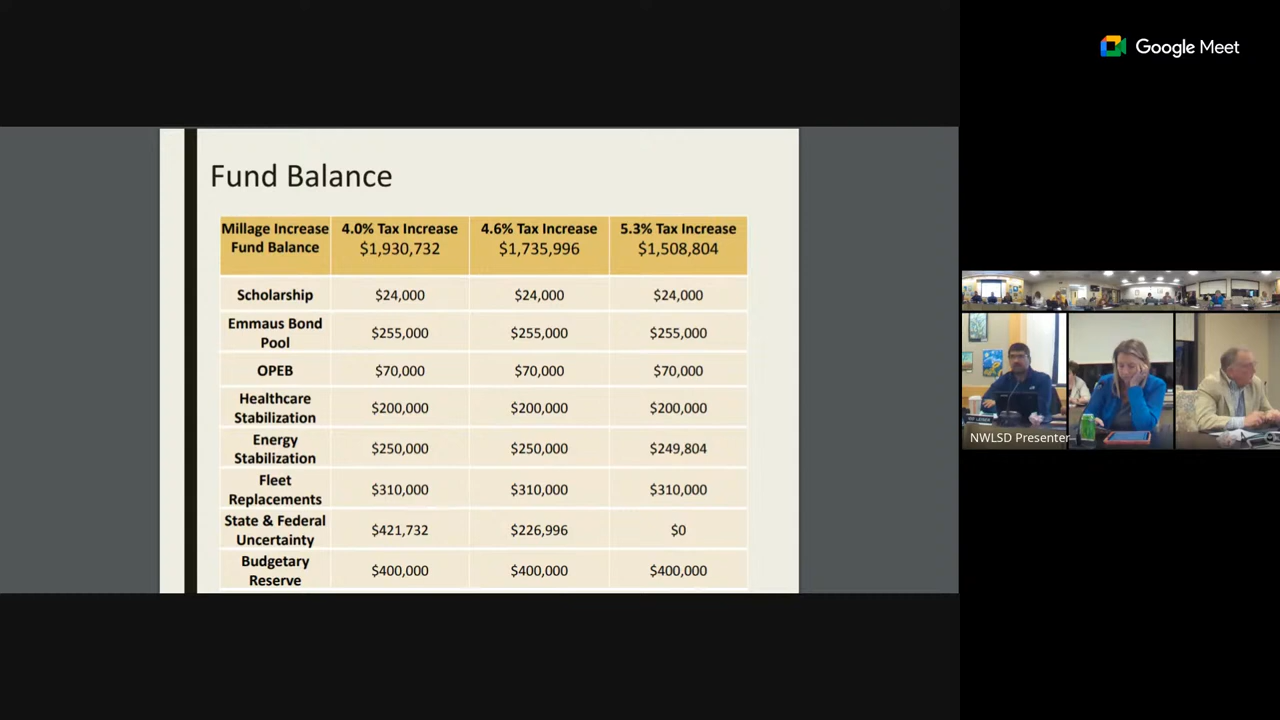 Google Meet
Fund Balance
Millage Increase 4.0% Tax Increase 4.6% Tax Increase 5.3% Tax Increase
Fund Balance $1,930,732 $1,735,996 $1,508,804
Scholarship $24,000 $24,000 $24,000
Emmaus Bond
Pool $255,000 $255,000 $255,000
OPEB $70,000 $70,000 $70,000
Healthcare
Stabilization $200,000 $200,000 $200,000
Energy
Stabilization $250,000 $250,000 $249,804
Fleet
Replacements $310,000 $310,000 $310,000
State & Federal
Uncertainty $421,732 $226,996 $0
Budgetary
Reserve $400,000 $400,000 $400,000
NWLSD Presenter